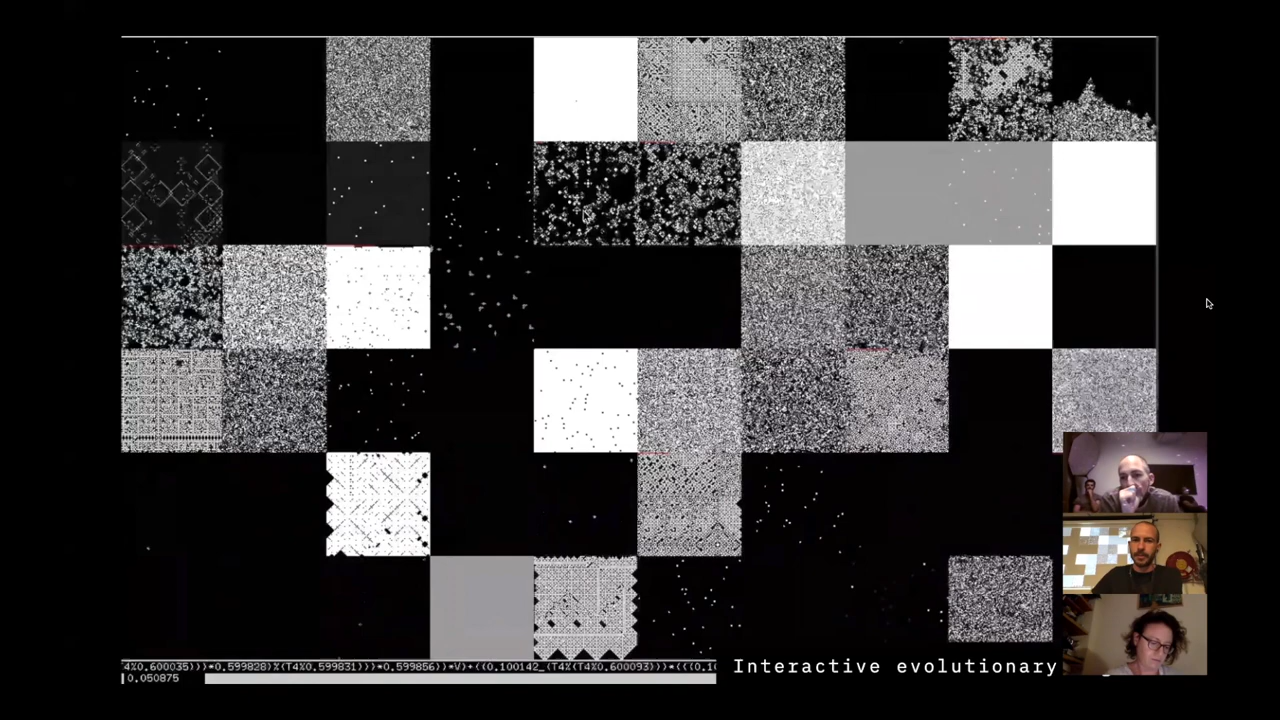 4%0.600035)))*0.599828)%(T4%0.599831)))*0.599856))*V)+((0.100142_(T4%(T4%0.600093)))*(((0.1(
0.050875
Interactive evolutionary